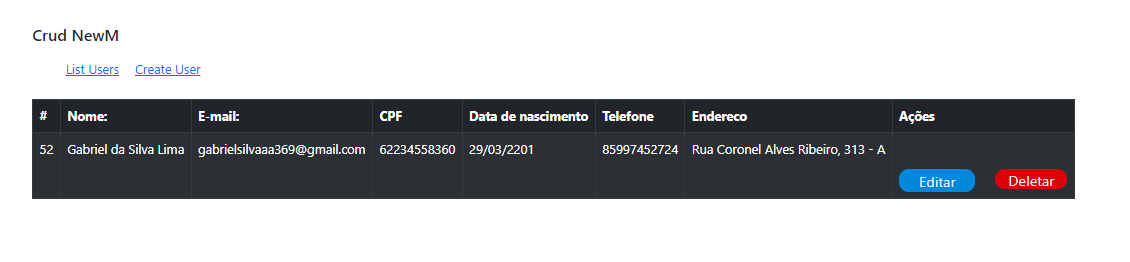 Crud NewM
List Users Create User
# Nome: E-mail: CPF Data de nascimento Telefone Endereco Ações
52 Gabriel da Silva Lima gabrielsilvaaa369@gmail.com 62234558360 29/03/2201 85997452724 Rua Coronel Alves Ribeiro, 313 - A
Editar Deletar